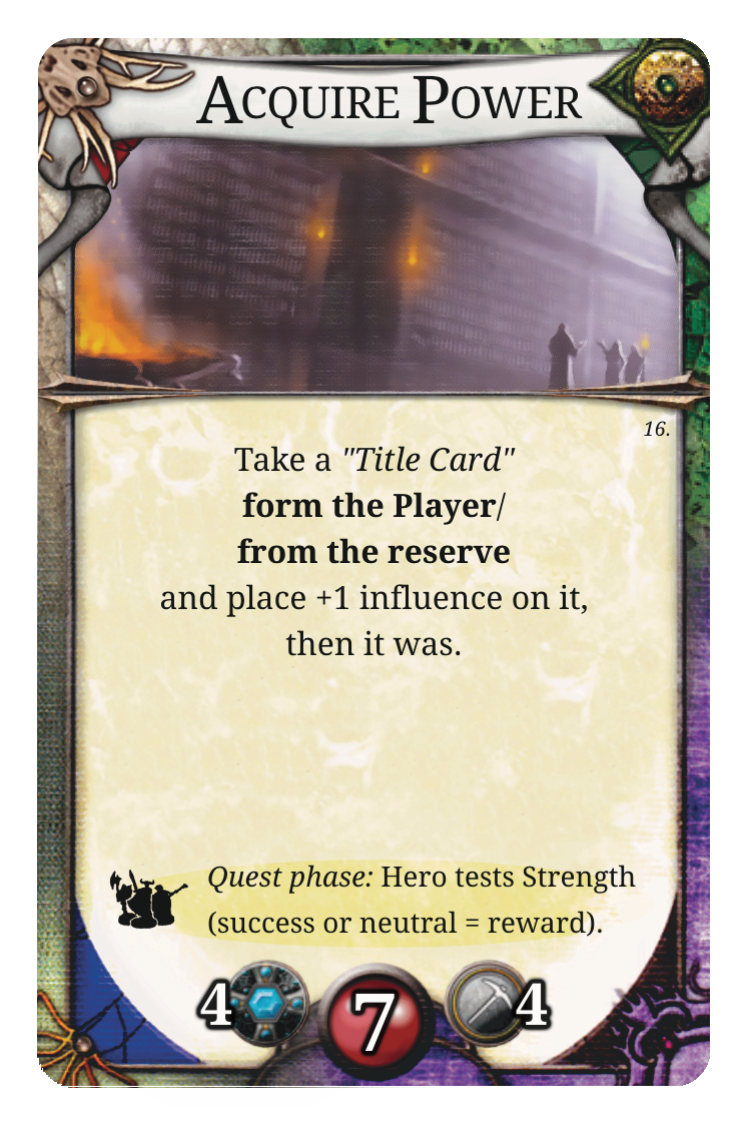 ACQUIRE POWER
16.
Take a "Title Card"
form the Player/
from the reserve
and place +1 influence on it,
then it was.
Quest phase: Hero tests Strength
(success or neutral = reward).
4 7 4